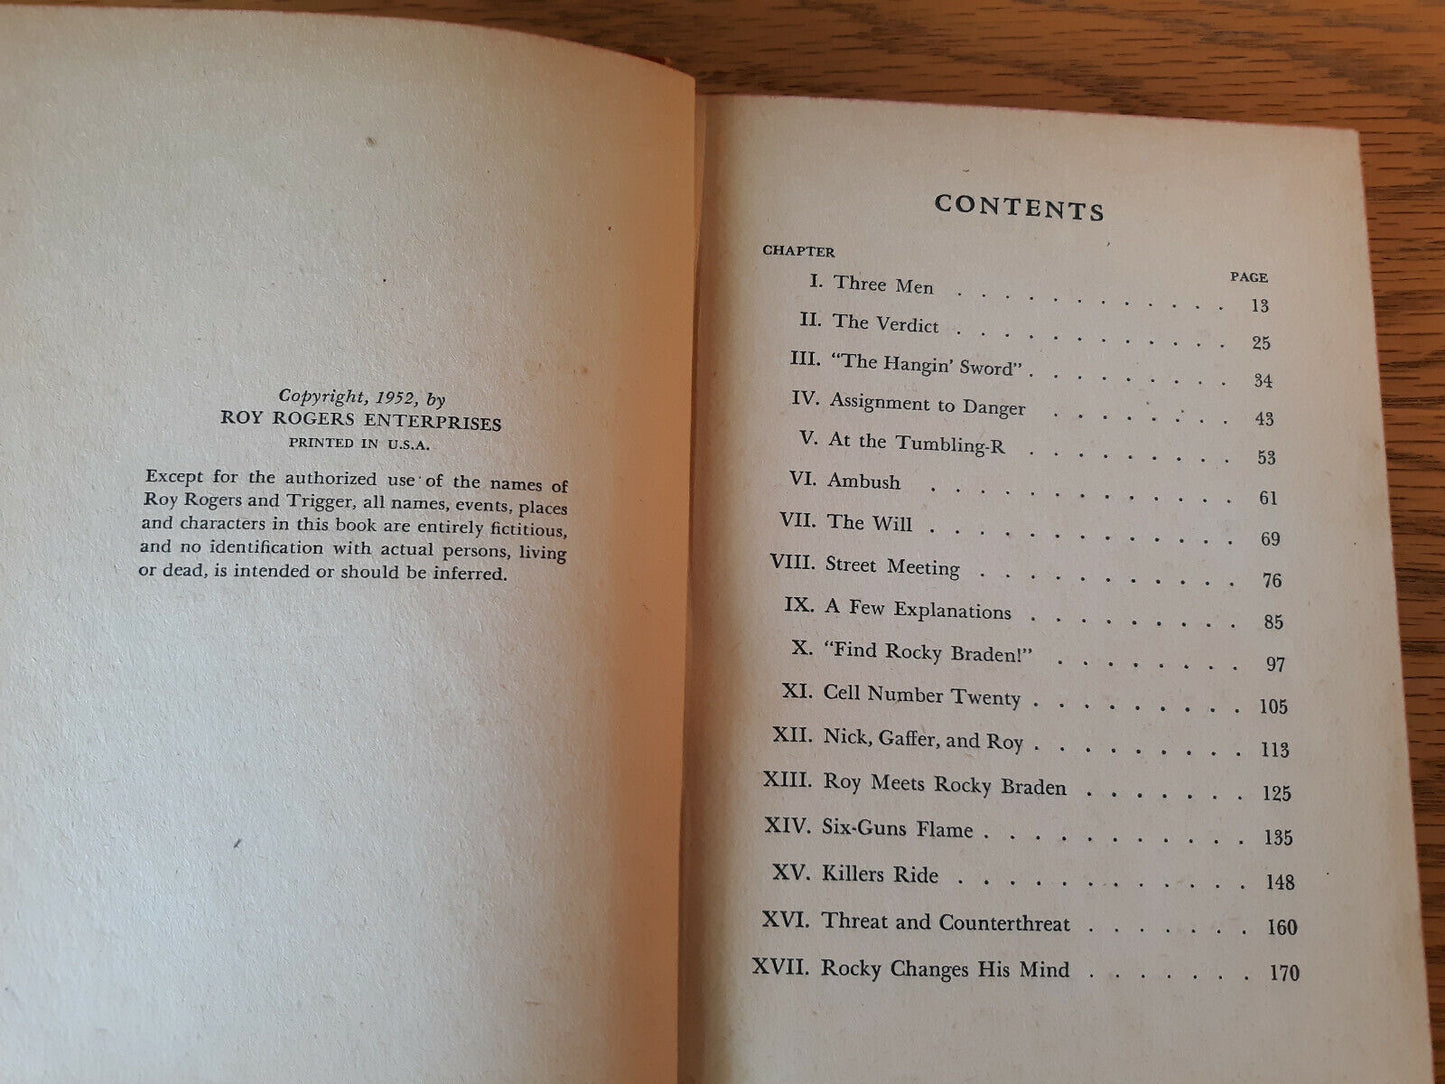 Copyright, 1952, by
ROY ROGERS ENTERPRISES
PRINTED IN U.S.A.
Except for the authorized use of the names of
Roy Rogers and Trigger, all names, events, places
and characters in this book are entirely fictitious,
and no identification with actual persons, living
or dead, is intended or should be inferred.
CONTENTS
CHAPTER PAGE
I. Three Men . . . . . . . . . . . . 13
II. The Verdict . . . . . . . . . . . . 25
III. “The Hangin’ Sword” . . . . . . . . . 34
IV. Assignment to Danger . . . . . . . . 43
V. At the Tumbling-R . . . . . . . . . 53
VI. Ambush . . . . . . . . . . . . . 61
VII. The Will . . . . . . . . . . . . . 69
VIII. Street Meeting . . . . . . . . . . . 76
IX. A Few Explanations . . . . . . . . . 85
X. “Find Rocky Braden!” . . . . . . . . 97
XI. Cell Number Twenty . . . . . . . . . 105
XII. Nick, Gaffer, and Roy . . . . . . . . . 113
XIII. Roy Meets Rocky Braden . . . . . . . 125
XIV. Six-Guns Flame . . . . . . . . . . . 135
XV. Killers Ride . . . . . . . . . . . . 148
XVI. Threat and Counterthreat . . . . . . . 160
XVII. Rocky Changes His Mind . . . . . . . 170